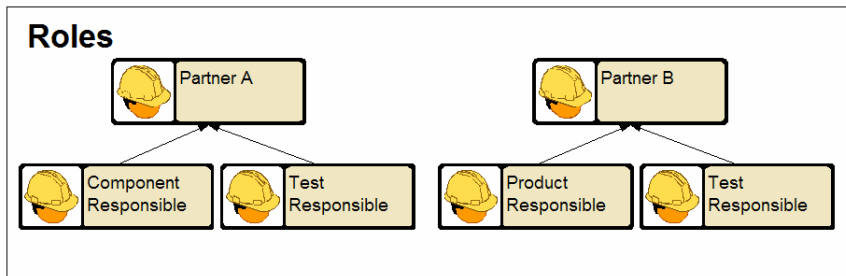 Roles
Partner A
Partner B
Component
Responsible
Test
Responsible
Product
Responsible
Test
Responsible